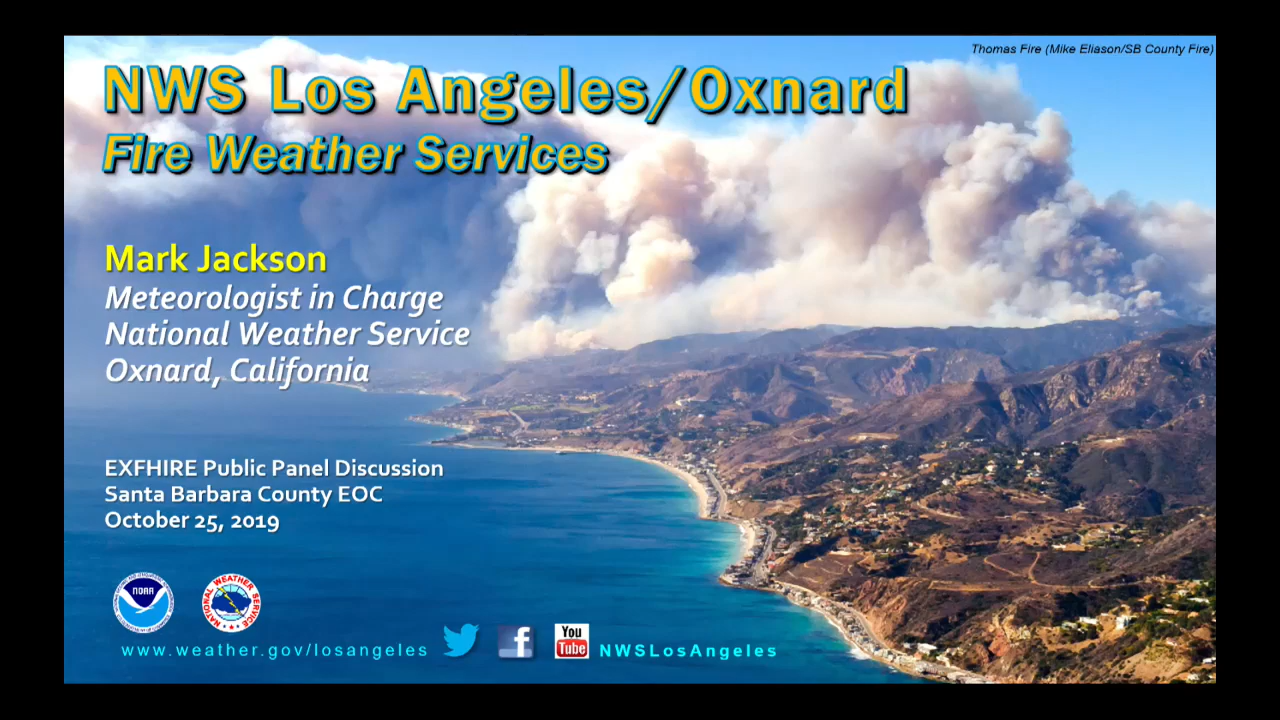 Thomas Fire (Mike Eliason/SB County Fire)
NWS Los Angeles/Oxnard
Fire Weather Services
Mark Jackson
Meteorologist in Charge
National Weather Service
Oxnard, California
EXFHIRE Public Panel Discussion
Santa Barbara County EOC
October 25, 2019
NOAA
NATIONAL WEATHER SERVICE
www.weather.gov/losangeles
f
You
Tube
NWSLosAngeles